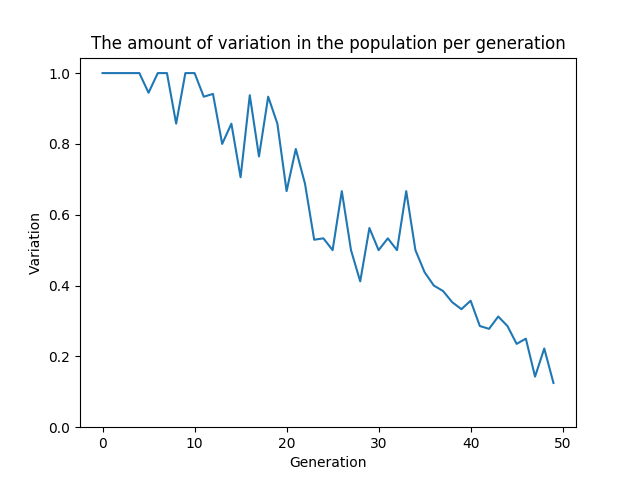 The amount of variation in the population per generation
1.0
0.8
0.6
0.4
0.2
0.0
Variation
0 10 20 30 40 50
Generation